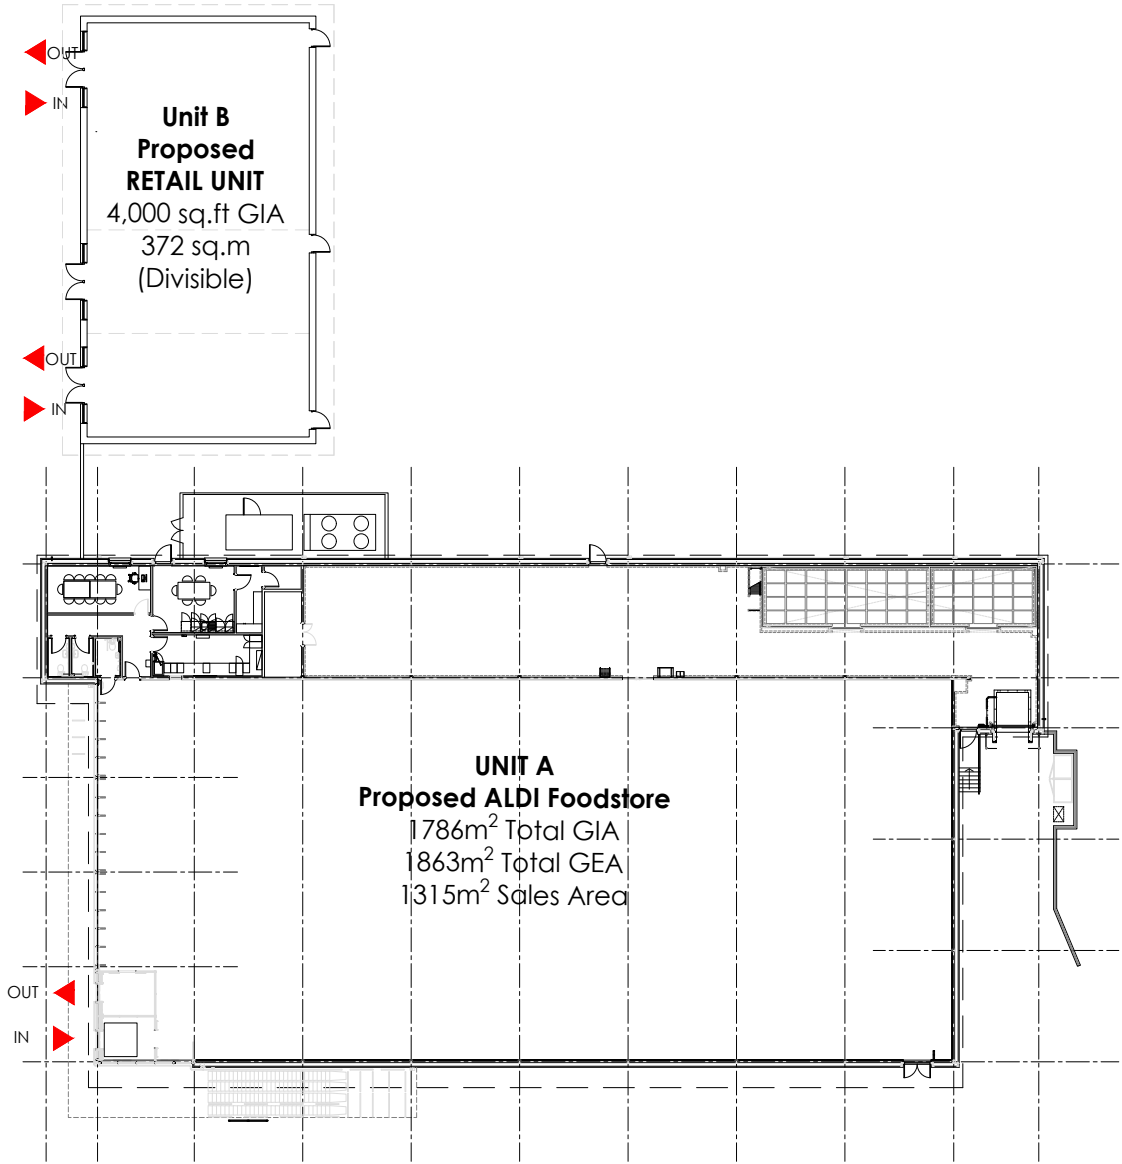 OUT
IN
Unit B
Proposed
RETAIL UNIT
4,000 sq.ft GIA
372 sq.m
(Divisible)
OUT
IN
UNIT A
Proposed ALDI Foodstore
1786m² Total GIA
1863m² Total GEA
1315m² Sales Area
OUT
IN